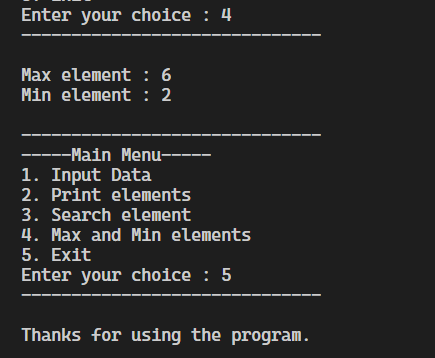 Enter your choice : 4
------------------------------
Max element : 6
Min element : 2
------------------------------
-----Main Menu-----
1. Input Data
2. Print elements
3. Search element
4. Max and Min elements
5. Exit
Enter your choice : 5
------------------------------
Thanks for using the program.